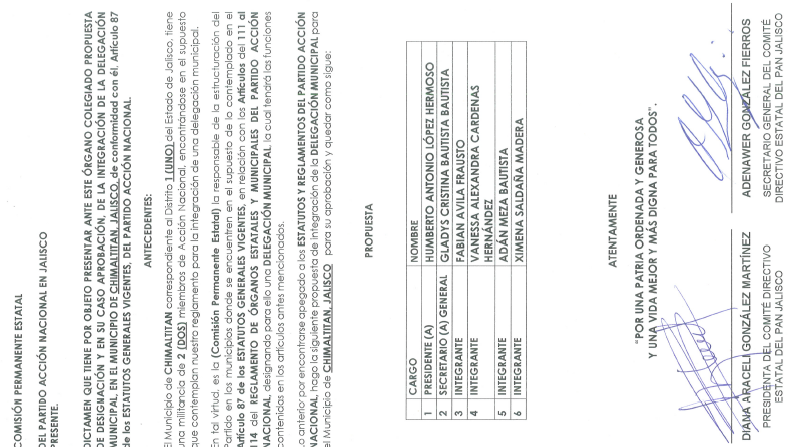 COMISIÓN PERMANENTE ESTATAL
DEL PARTIDO ACCIÓN NACIONAL EN JALISCO
PRESENTE.
DICTAMEN QUE TIENE POR OBJETO PRESENTAR ANTE ESTE ÓRGANO COLEGIADO PROPUESTA
DE DESIGNACIÓN Y EN SU CASO APROBACIÓN, DE LA INTEGRACIÓN DE LA DELEGACIÓN
MUNICIPAL, EN EL MUNICIPIO DE CHIMALTITAN, JALISCO, de conformidad con él. Artículo 87
de los ESTATUTOS GENERALES VIGENTES, DEL PARTIDO ACCIÓN NACIONAL.
ANTECEDENTES:
El Municipio de CHIMALTITAN correspondiente al Distrito 1 (UNO) del Estado de Jalisco, tiene
una militancia de 2 (DOS) miembros de Acción Nacional, encontrándose en el supuesto
que contemplan nuestro reglamento para la integración de una delegación municipal.
En tal virtud, es la (Comisión Permanente Estatal) la responsable de la estructuración del
Partido en los municipios donde se encuentren en el supuesto de lo contemplado en el
Artículo 87 de los ESTATUTOS GENERALES VIGENTES, en relación con los Artículos del 111 al
114 del REGLAMENTO DE ÓRGANOS ESTATALES Y MUNICIPALES DEL PARTIDO ACCIÓN
NACIONAL, designando para ello una DELEGACIÓN MUNICIPAL, la cual tendrá las funciones
contenidas en los artículos antes mencionados.
Lo anterior por encontrarse apegado a los ESTATUTOS Y REGLAMENTOS DEL PARTIDO ACCIÓN
NACIONAL, hago la siguiente propuesta de integración de la DELEGACIÓN MUNICIPAL para
el Municipio de CHIMALTITAN, JALISCO para su aprobación y quedar como sigue:
PROPUESTA
CARGO NOMBRE
1 PRESIDENTE (A) HUMBERTO ANTONIO LÓPEZ HERMOSO
2 SECRETARIO (A) GENERAL GLADYS CRISTINA BAUTISTA BAUTISTA
3 INTEGRANTE FABIAN AVILA FRAUSTO
4 INTEGRANTE VANESSA ALEXANDRA CARDENAS
HERNÁNDEZ
5 INTEGRANTE ADÁN MEZA BAUTISTA
6 INTEGRANTE XIMENA SALDAÑA MADERA
ATENTAMENTE
"POR UNA PATRIA ORDENADA Y GENEROSA
Y UNA VIDA MEJOR Y MÁS DIGNA PARA TODOS".
DIANA ARACELI GONZÁLEZ MARTÍNEZ
PRESIDENTA DEL COMITÉ DIRECTIVO
ESTATAL DEL PAN JALISCO
ADENAWER GONZÁLEZ FIERROS
SECRETARIO GENERAL DEL COMITÉ
DIRECTIVO ESTATAL DEL PAN JALISCO